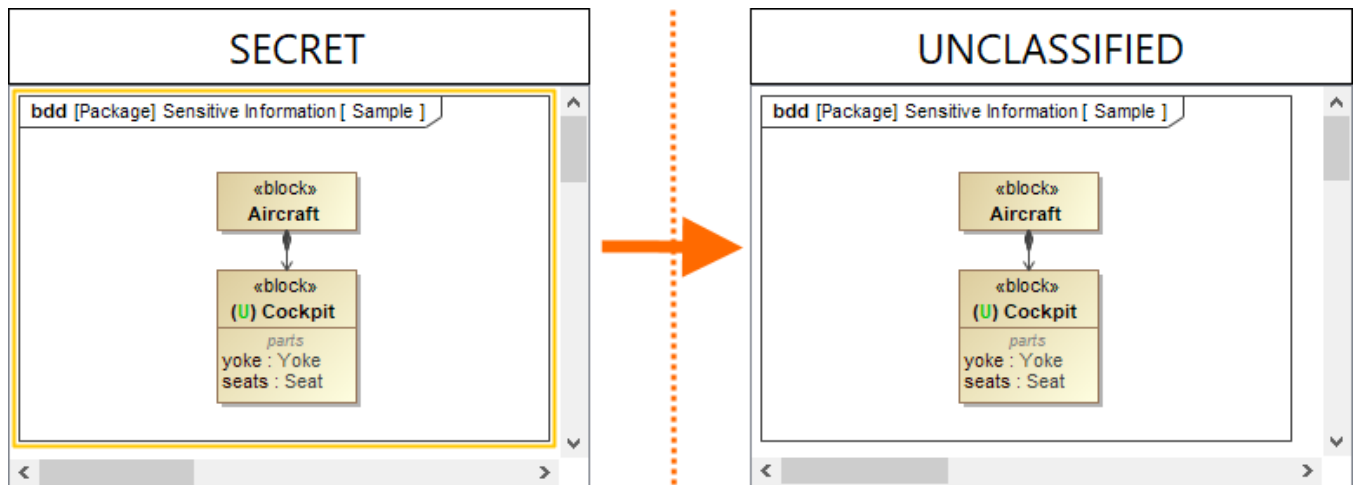 SECRET
bdd [Package] Sensitive Information [ Sample ]
«block»
Aircraft
«block»
(U) Cockpit
parts
yoke : Yoke
seats : Seat
UNCLASSIFIED
bdd [Package] Sensitive Information [ Sample ]
«block»
Aircraft
«block»
(U) Cockpit
parts
yoke : Yoke
seats : Seat